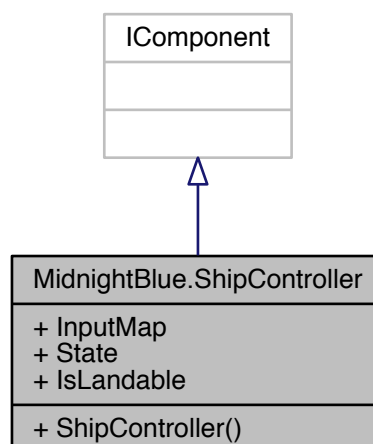 IComponent
MidnightBlue.ShipController
+ InputMap
+ State
+ IsLandable
+ ShipController()